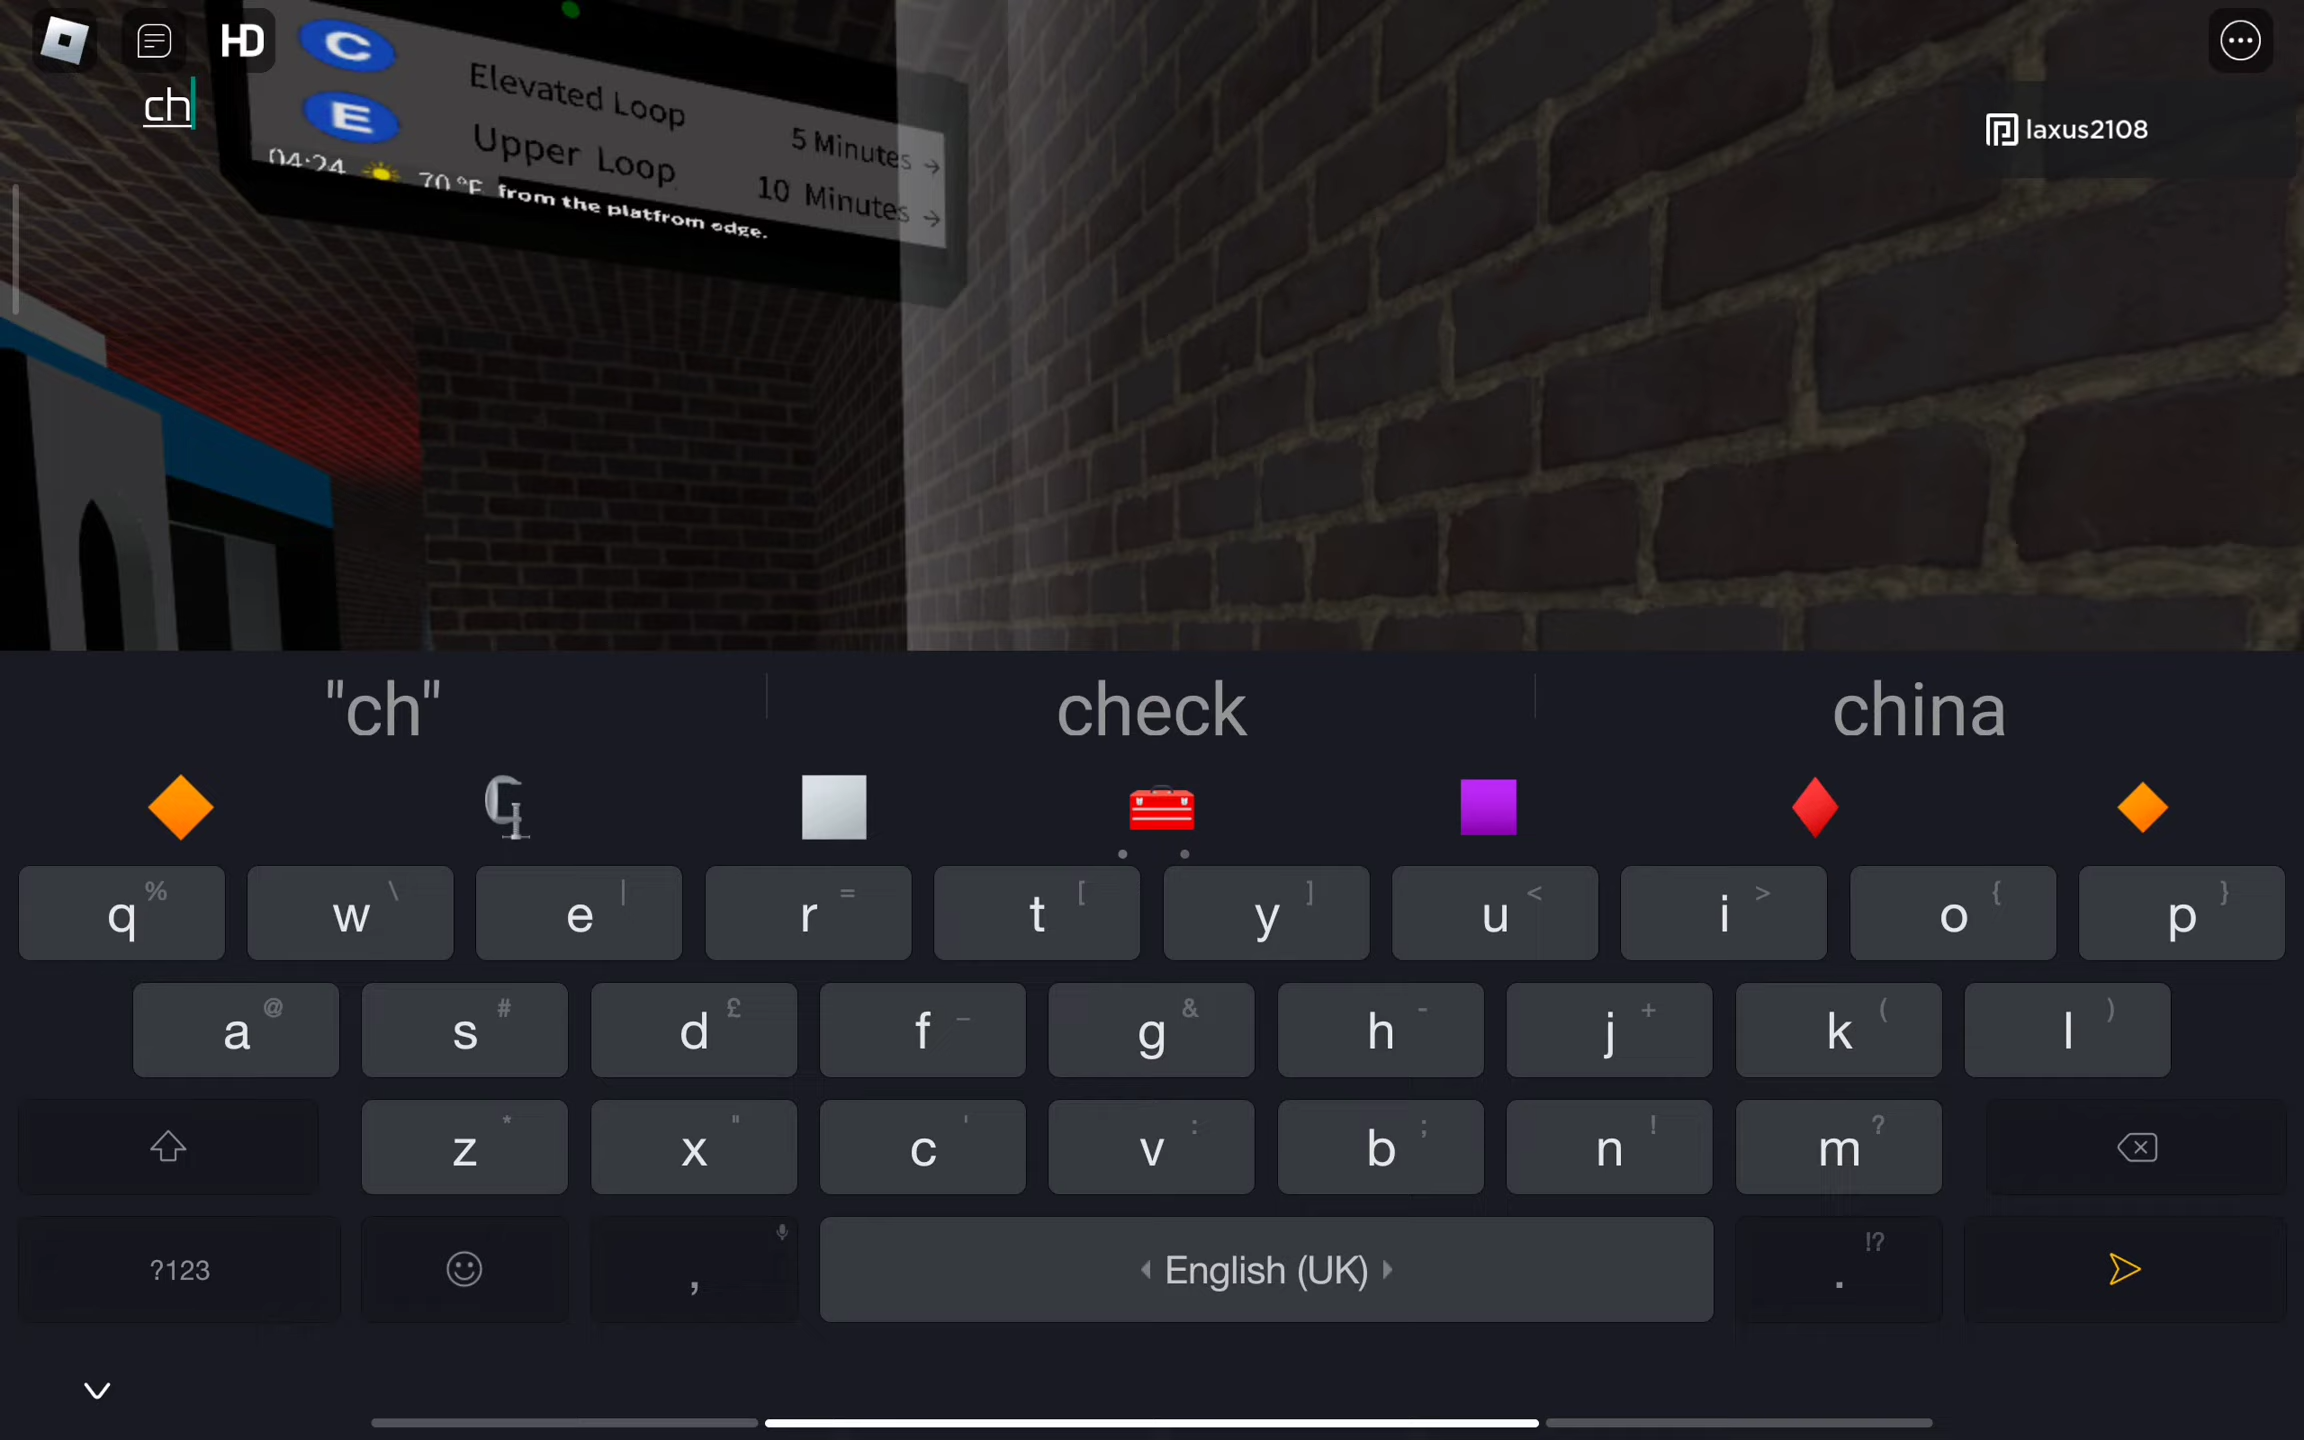 HD
C Elevated Loop 5 Minutes →
E Upper Loop 10 Minutes →
04:24 70 °F from the platfrom edge.
ch
laxus2108
"ch" check china
q % w \ e | r = t [ y ] u < i > o { p }
a @ s # d £ f _ g & h - j + k ( l )
z * x " c ' v : b ; n ! m ?
?123 , English (UK) . !?